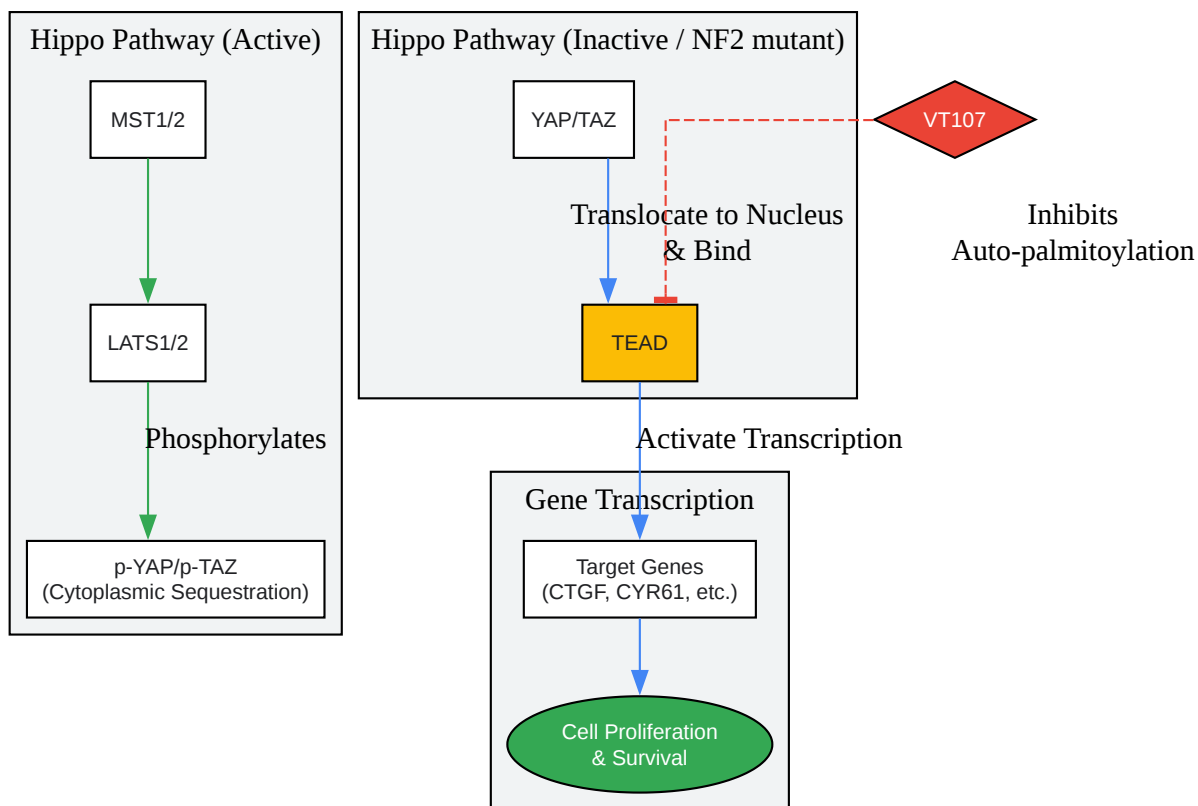 Hippo Pathway (Active)
MST1/2
LATS1/2
Phosphorylates
p-YAP/p-TAZ
(Cytoplasmic Sequestration)
Hippo Pathway (Inactive / NF2 mutant)
YAP/TAZ
Translocate to Nucleus
& Bind
TEAD
VT107
Inhibits
Auto-palmitoylation
Activate Transcription
Gene Transcription
Target Genes
(CTGF, CYR61, etc.)
Cell Proliferation
& Survival